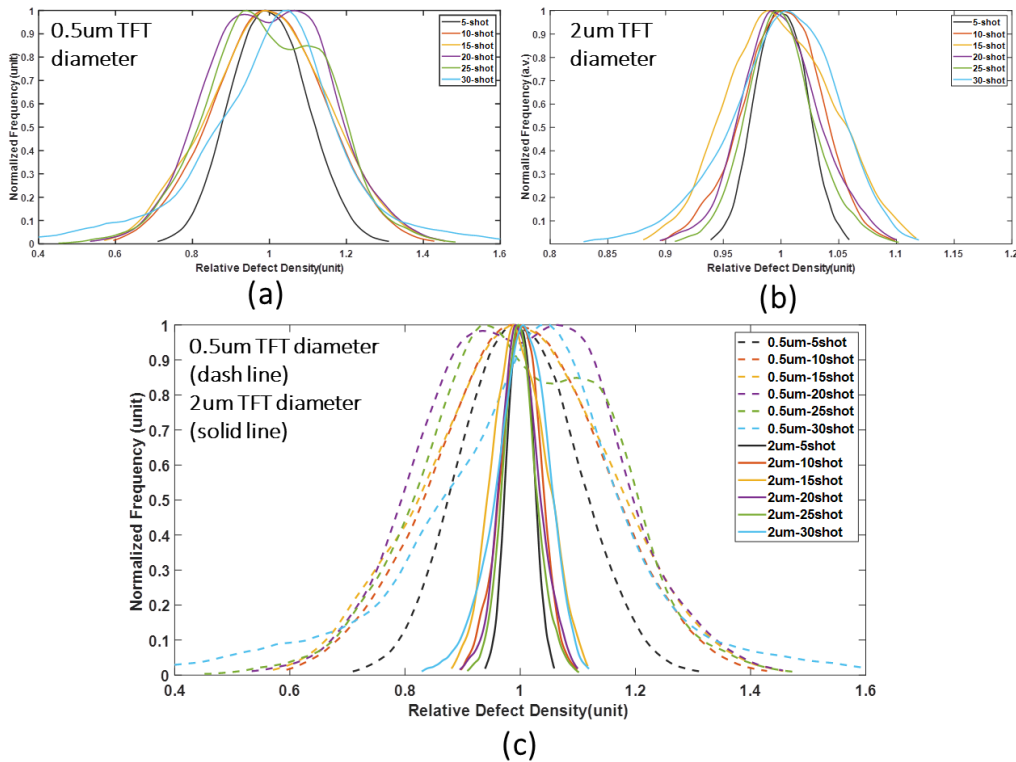 0.5um TFT
diameter
5-shot
10-shot
15-shot
20-shot
25-shot
30-shot
Normalized Frequency (unit)
1
0.9
0.8
0.7
0.6
0.5
0.4
0.3
0.2
0.1
0
0.4 0.6 0.8 1 1.2 1.4 1.6
Relative Defect Density(unit)
(a)
2um TFT
diameter
5-shot
10-shot
15-shot
20-shot
25-shot
30-shot
Normalized Frequency (a.v.)
1
0.9
0.8
0.7
0.6
0.5
0.4
0.3
0.2
0.1
0
0.8 0.85 0.9 0.95 1 1.05 1.1 1.15 1.2
Relative Defect Density(unit)
(b)
0.5um TFT diameter
(dash line)
2um TFT diameter
(solid line)
0.5um-5shot
0.5um-10shot
0.5um-15shot
0.5um-20shot
0.5um-25shot
0.5um-30shot
2um-5shot
2um-10shot
2um-15shot
2um-20shot
2um-25shot
2um-30shot
Normalized Frequency (unit)
1
0.9
0.8
0.7
0.6
0.5
0.4
0.3
0.2
0.1
0
0.4 0.6 0.8 1 1.2 1.4 1.6
Relative Defect Density(unit)
(c)